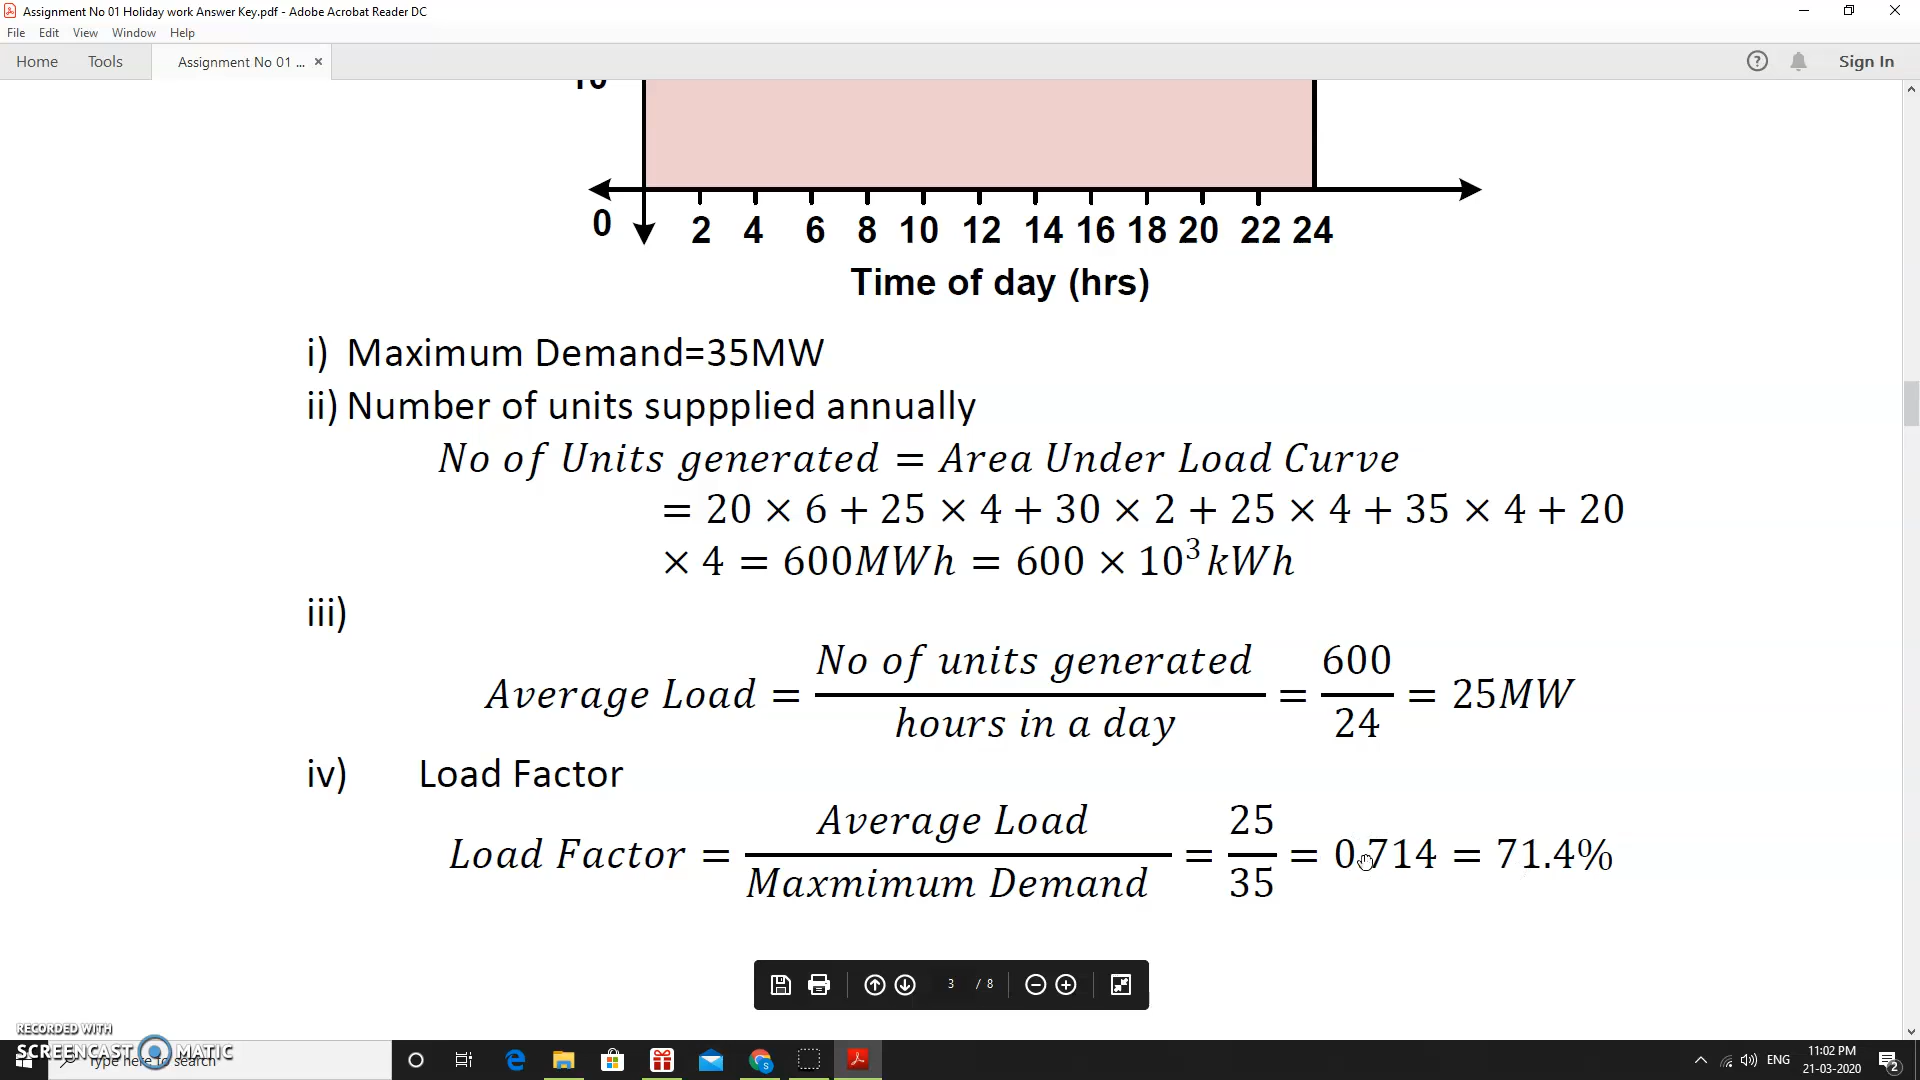 Assignment No 01 Holiday work Answer Key.pdf - Adobe Acrobat Reader DC
File Edit View Window Help
Home Tools Assignment No 01 ... × Sign In
10
0 2 4 6 8 10 12 14 16 18 20 22 24
Time of day (hrs)
i) Maximum Demand=35MW
ii) Number of units suppplied annually
No of Units generated = Area Under Load Curve
= 20 × 6 + 25 × 4 + 30 × 2 + 25 × 4 + 35 × 4 + 20
× 4 = 600MWh = 600 × 10³kWh
iii)
Average Load = No of units generated / hours in a day = 600 / 24 = 25MW
iv) Load Factor
Load Factor = Average Load / Maxmimum Demand = 25 / 35 = 0.714 = 71.4%
3 / 8
RECORDED WITH
SCREENCAST MATIC
Type here to search
ENG
11:02 PM
21-03-2020
2